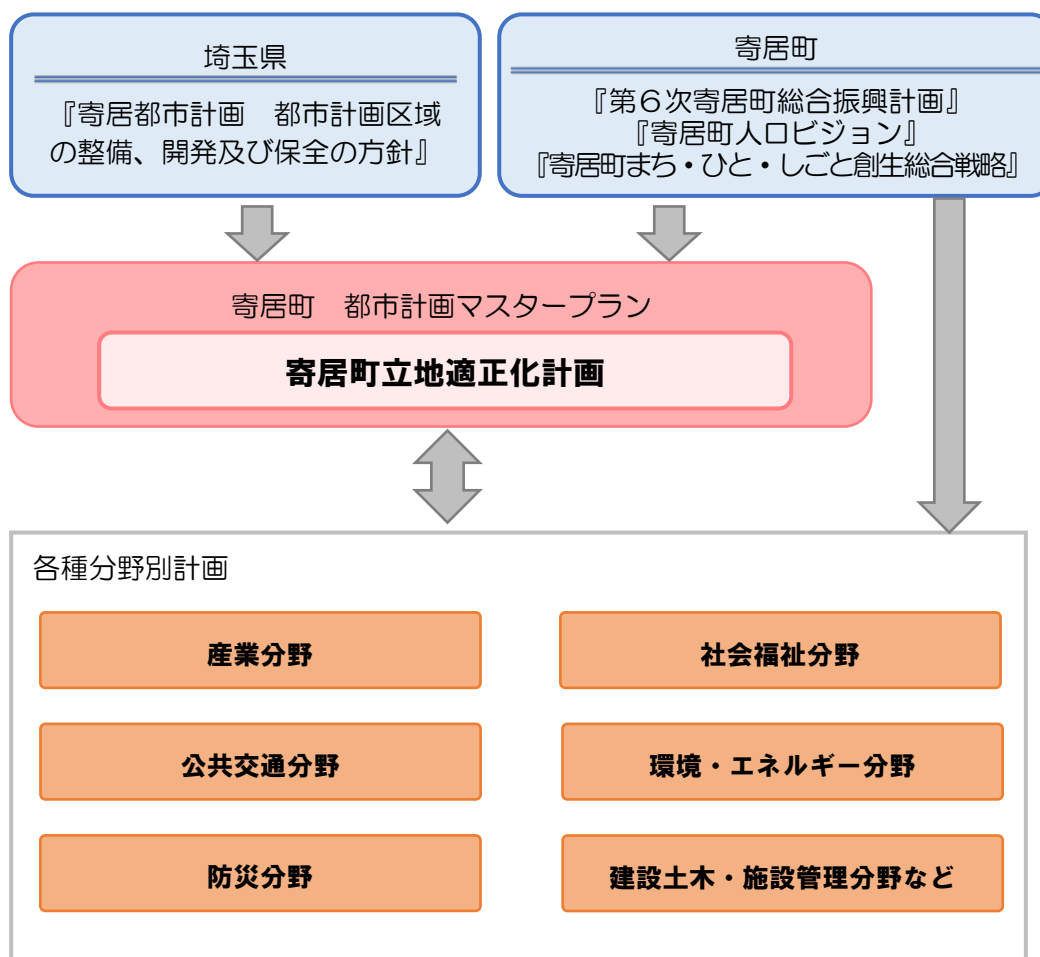 埼玉県
『寄居都市計画　都市計画区域
の整備、開発及び保全の方針』
寄居町
『第６次寄居町総合振興計画』
『寄居町人口ビジョン』
『寄居町まち・ひと・しごと創生総合戦略』
寄居町　都市計画マスタープラン
寄居町立地適正化計画
各種分野別計画
産業分野
社会福祉分野
公共交通分野
環境・エネルギー分野
防災分野
建設土木・施設管理分野など